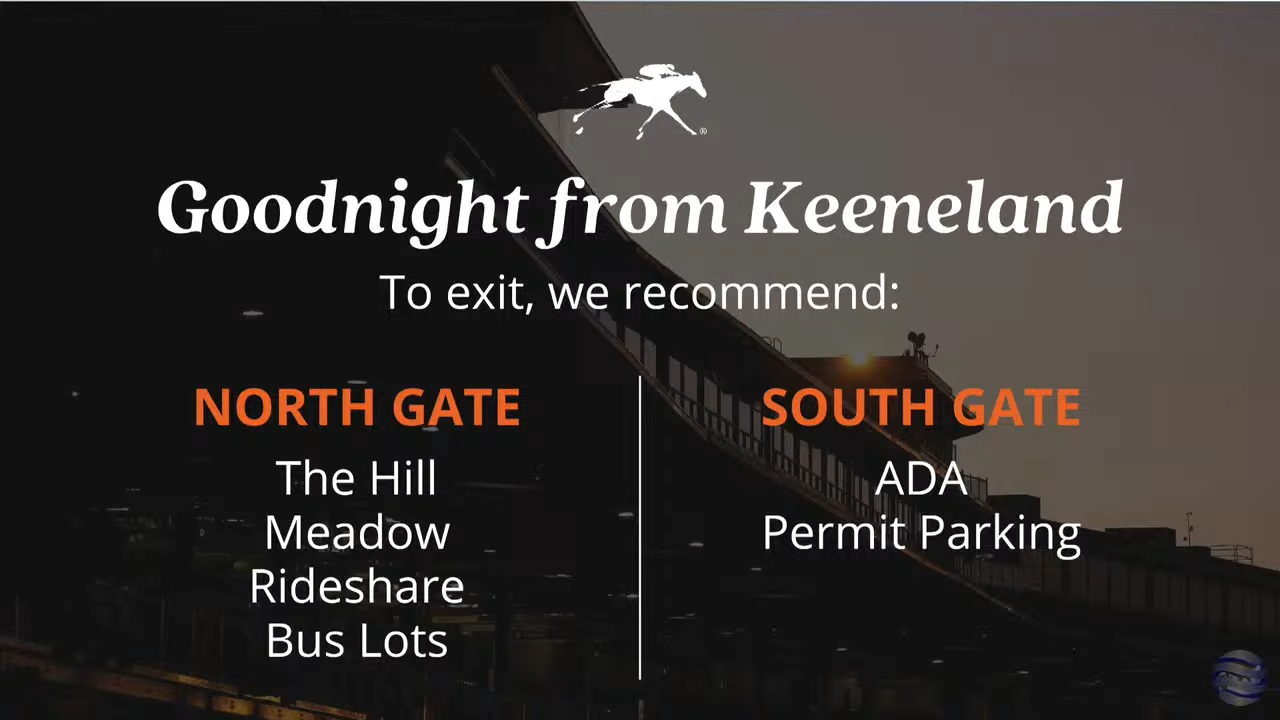 Goodnight from Keeneland
To exit, we recommend:
NORTH GATE
The Hill
Meadow
Rideshare
Bus Lots
SOUTH GATE
ADA
Permit Parking